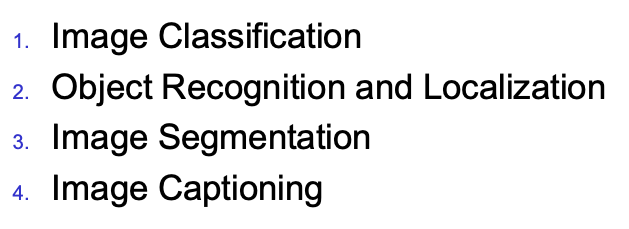 1. Image Classification
2. Object Recognition and Localization
3. Image Segmentation
4. Image Captioning